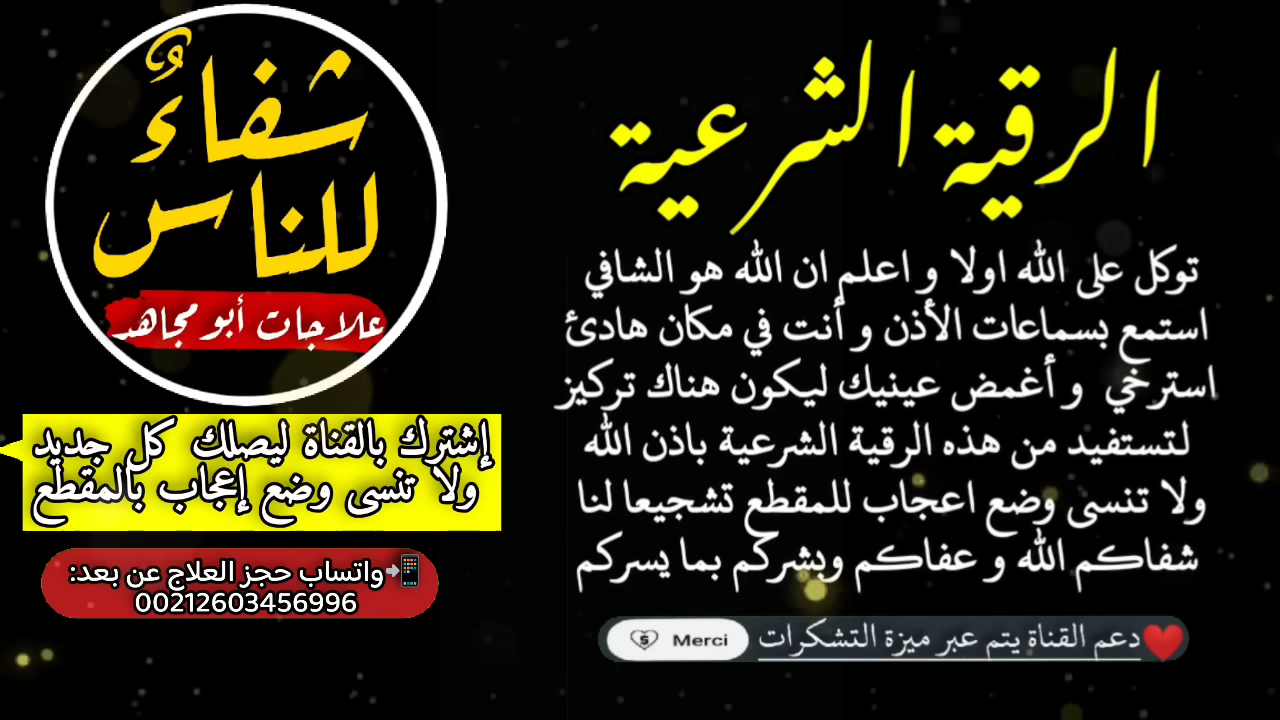 شفاءٌ
للناس
علاجات أبو مجاهد
إشترك بالقناة ليصلك كل جديد
ولا تنسى وضع إعجاب بالمقطع
واتساب حجز العلاج عن بعد:
00212603456996
الرقية الشرعية
توكل على الله اولا و اعلم ان الله هو الشافي
استمع بسماعات الأذن و أنت في مكان هادئ
استرخي و أغمض عينيك ليكون هناك تركيز
لتستفيد من هذه الرقية الشرعية باذن الله
ولا تنسى وضع اعجاب للمقطع تشجيعا لنا
شفاكم الله و عفاكم وبشركم بما يسركم
دعم القناة يتم عبر ميزة التشكرات $ Merci